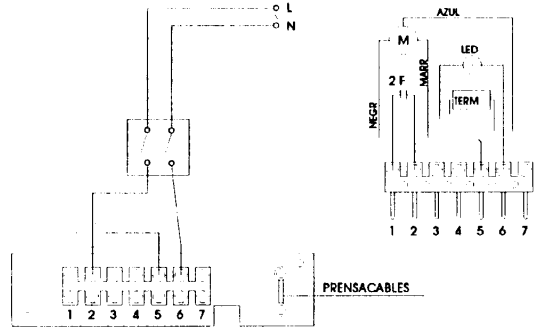 L
N
AZUL
M
LED
2 F
MARR
NEGR
TERM
1 2 3 4 5 6 7
PRENSACABLES
1 2 3 4 5 6 7